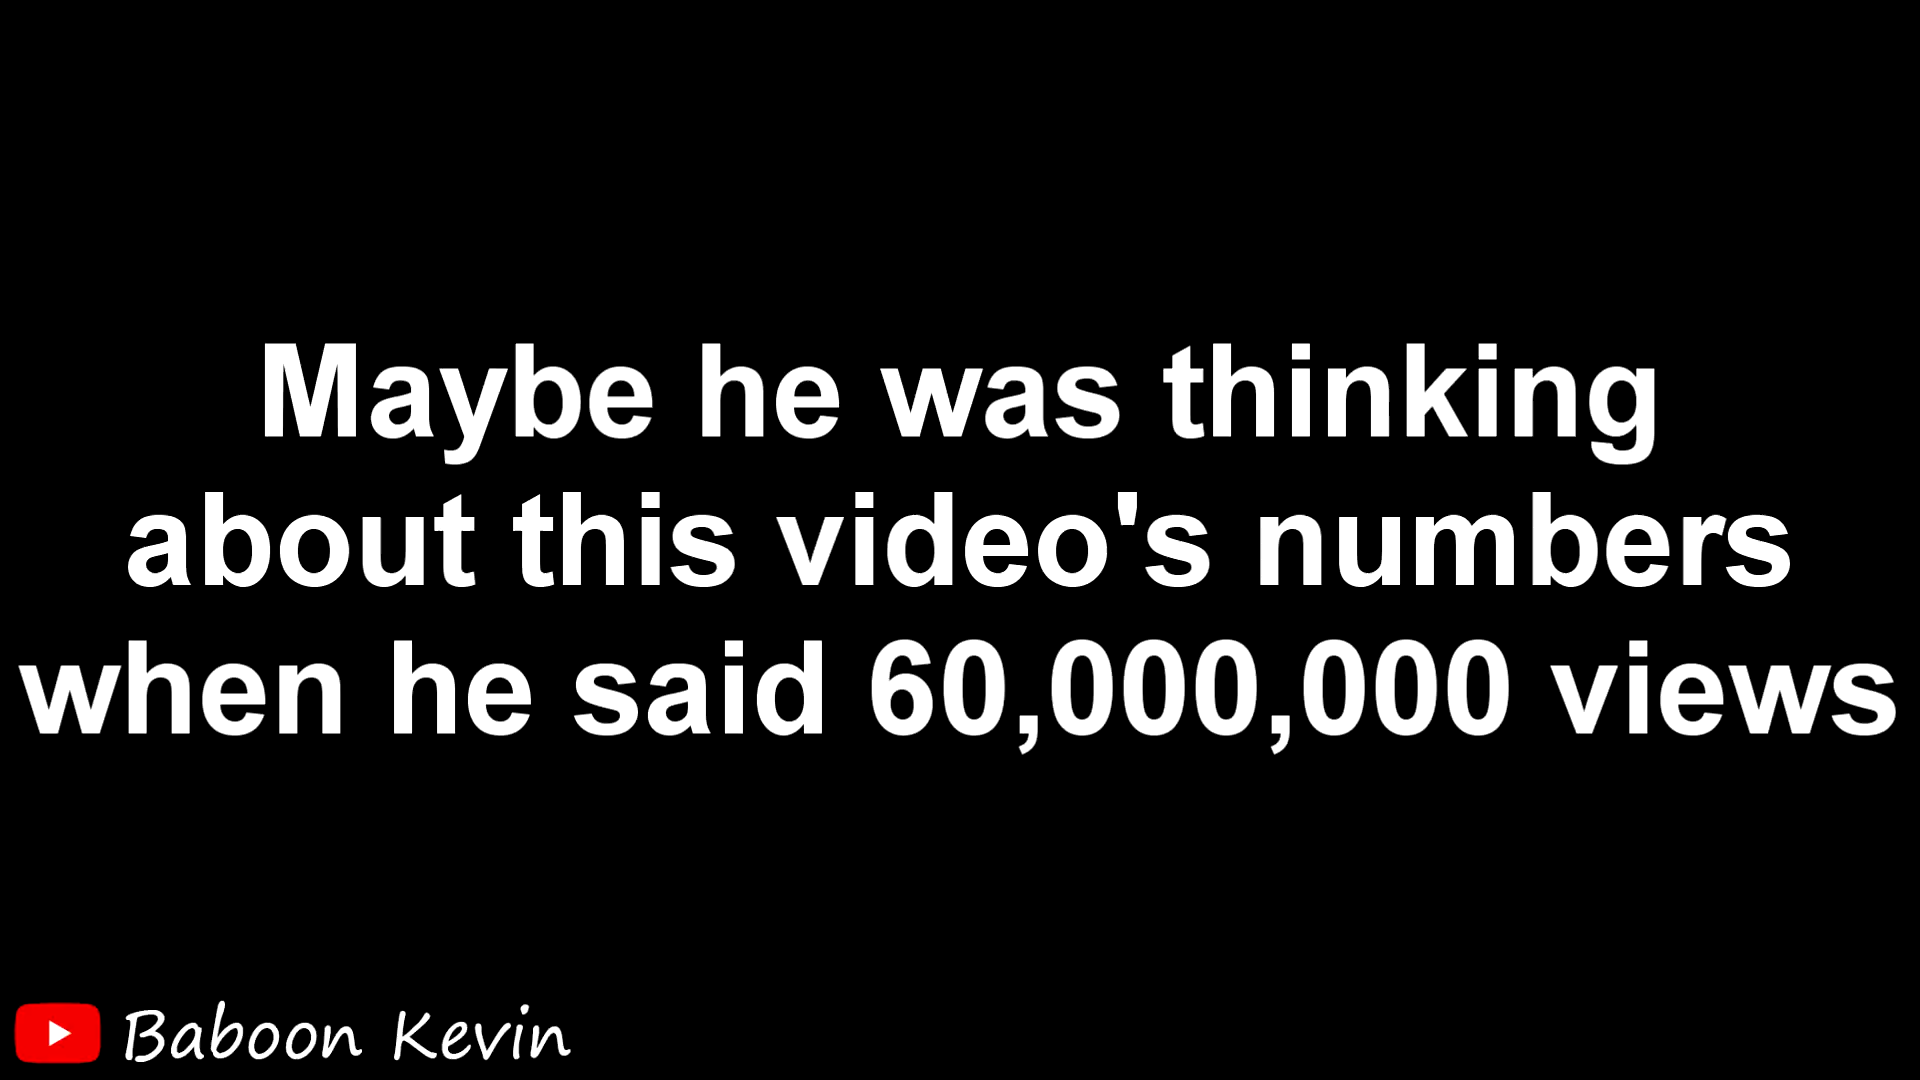 Maybe he was thinking
about this video's numbers
when he said 60,000,000 views
Baboon Kevin